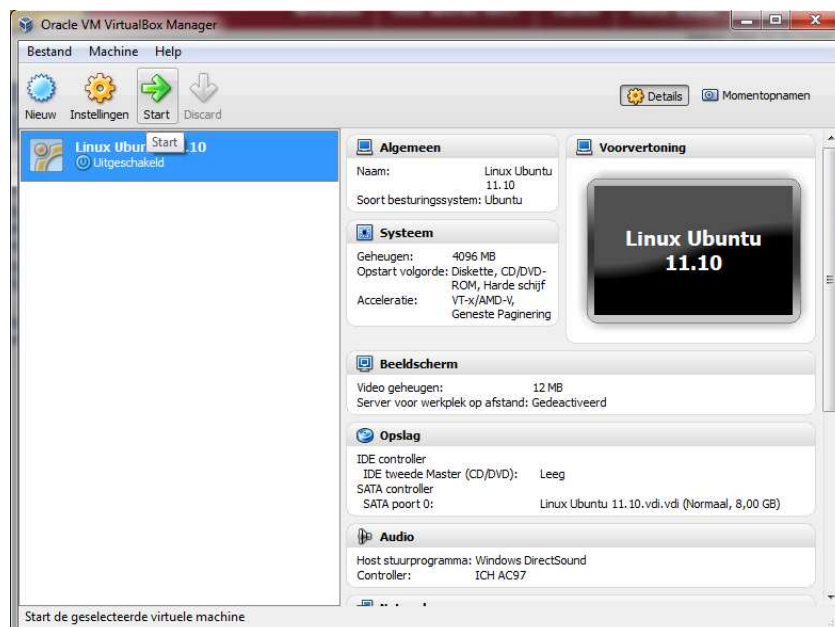 Oracle VM VirtualBox Manager
Bestand Machine Help
Nieuw Instellingen Start Discard
Details Momentopnamen
Start
Linux Ubur .10
Uitgeschakeld
Algemeen
Naam: Linux Ubuntu
11.10
Soort besturingssysteem: Ubuntu
Systeem
Geheugen: 4096 MB
Opstart volgorde: Diskette, CD/DVD-
ROM, Harde schijf
Acceleratie: VT-x/AMD-V,
Geneste Paginering
Voorvertoning
Linux Ubuntu
11.10
Beeldscherm
Video geheugen: 12 MB
Server voor werkplek op afstand: Gedeactiveerd
Opslag
IDE controller
IDE tweede Master (CD/DVD): Leeg
SATA controller
SATA poort 0: Linux Ubuntu 11.10.vdi.vdi (Normaal, 8,00 GB)
Audio
Host stuurprogramma: Windows DirectSound
Controller: ICH AC97
Start de geselecteerde virtuele machine